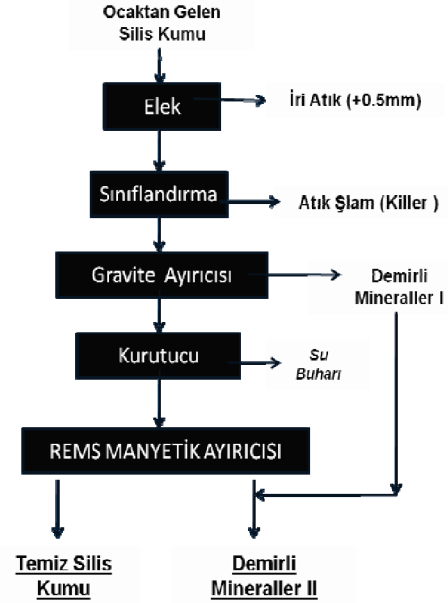 Ocaktan Gelen
Silis Kumu
Elek
İri Atık (+0.5mm)
Sınıflandırma
Atık Şlam (Killer )
Gravite Ayırıcısı
Demirli
Mineraller I
Kurutucu
Su
Buharı
REMS MANYETİK AYIRICISI
Temiz Silis
Kumu
Demirli
Mineraller II